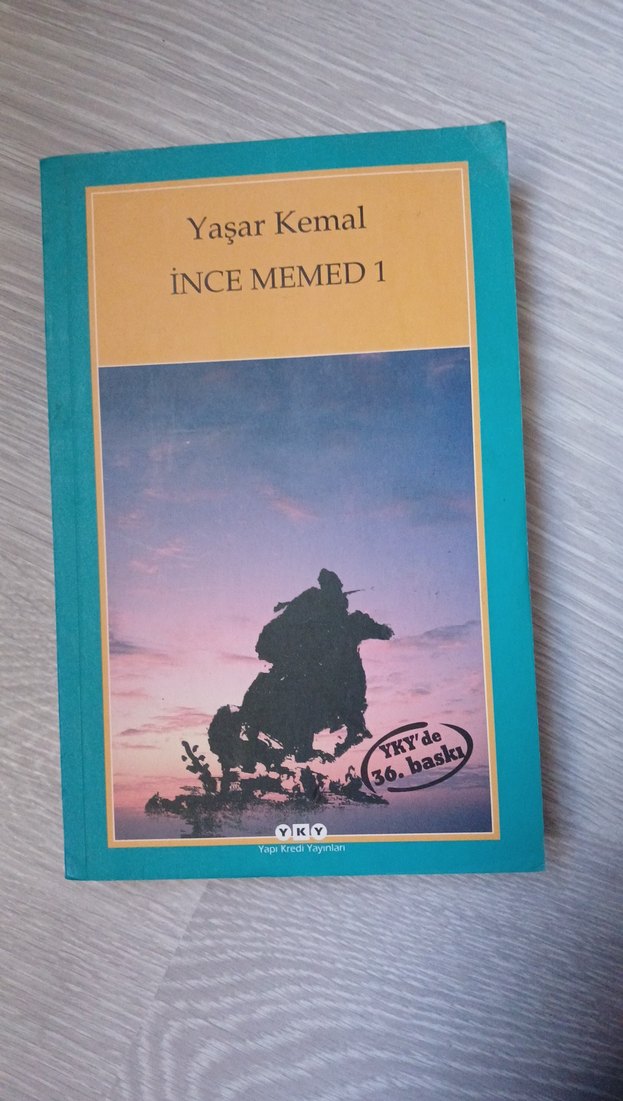 Yaşar Kemal
İNCE MEMED 1
YKY'de
36. baskı
YKY
Yapı Kredi Yayınları